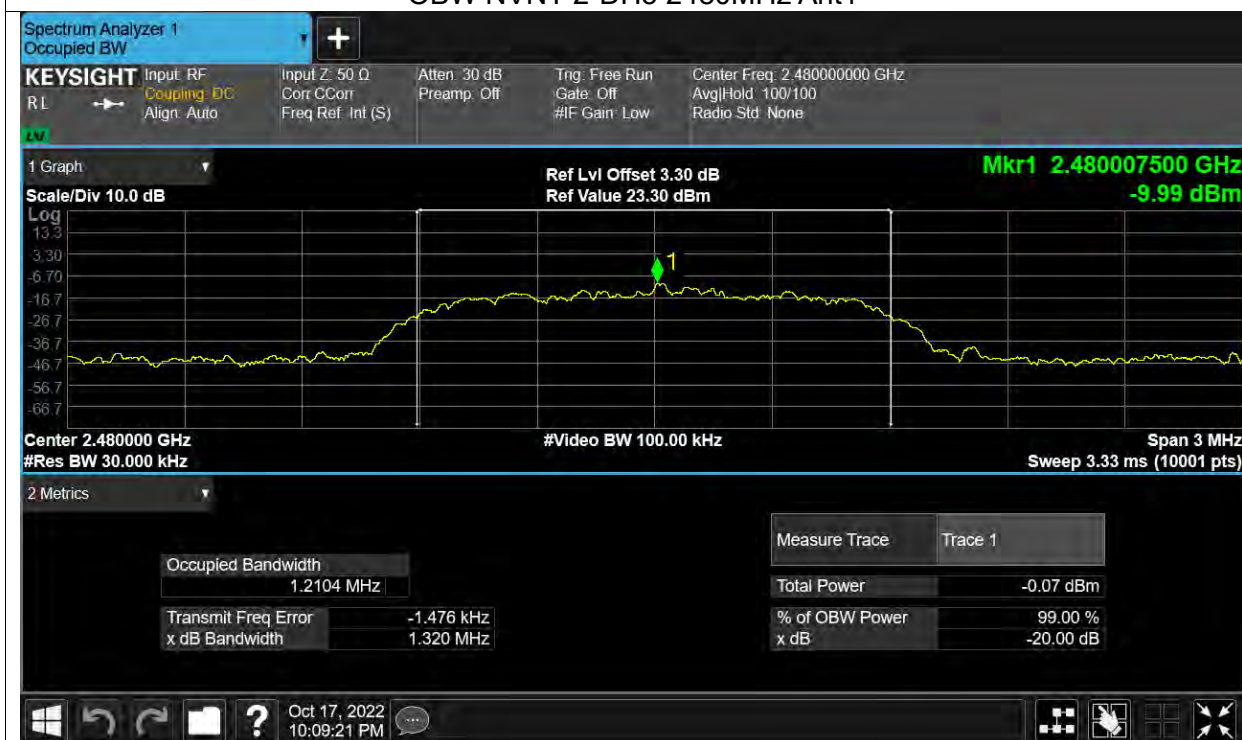 Spectrum Analyzer 1
Occupied BW
KEYSIGHT Input: RF Input Z: 50 Ω Atten: 30 dB Trig: Free Run Center Freq: 2.480000000 GHz
RL Coupling: DC Corr CCorr Preamp: Off Gate: Off Avg|Hold: 100/100
Align: Auto Freq Ref: Int (S) #IF Gain: Low Radio Std: None
1 Graph
Ref Lvl Offset 3.30 dB Mkr1 2.480007500 GHz
Scale/Div 10.0 dB Ref Value 23.30 dBm -9.99 dBm
Log
13.3
3.30
1
-6.70
-16.7
-26.7
-36.7
-46.7
-56.7
-66.7
Center 2.480000 GHz #Video BW 100.00 kHz Span 3 MHz
#Res BW 30.000 kHz Sweep 3.33 ms (10001 pts)
2 Metrics
Measure Trace Trace 1
Occupied Bandwidth
1.2104 MHz Total Power -0.07 dBm
Transmit Freq Error -1.476 kHz % of OBW Power 99.00 %
x dB Bandwidth 1.320 MHz x dB -20.00 dB
? Oct 17, 2022
10:09:21 PM